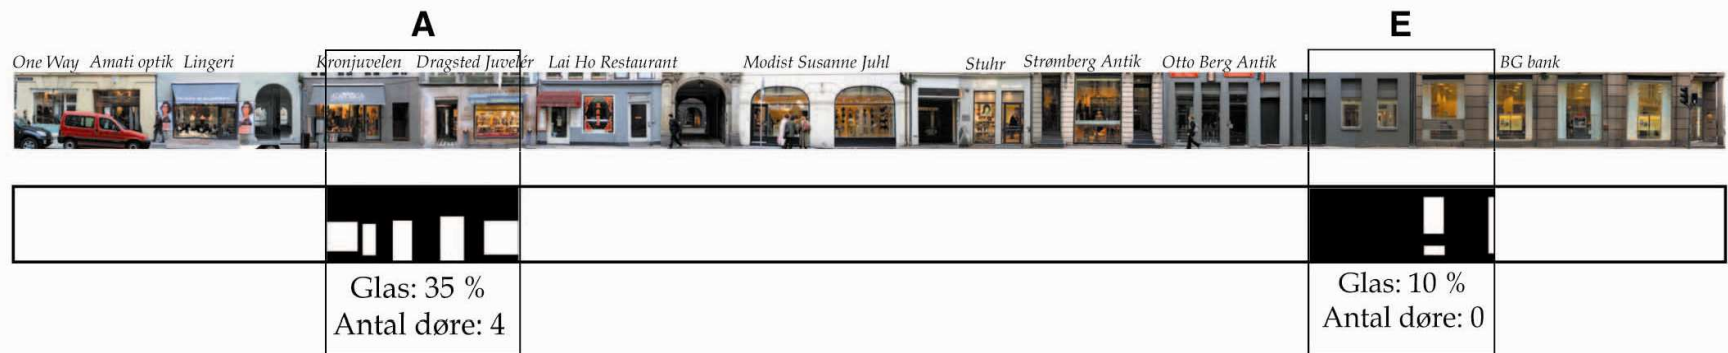 A E
One Way Amati optik Lingeri Kronjuvelen Dragsted Juvelér Lai Ho Restaurant Modist Susanne Juhl Stuhr Strømberg Antik Otto Berg Antik BG bank
Glas: 35 %
Antal døre: 4
Glas: 10 %
Antal døre: 0